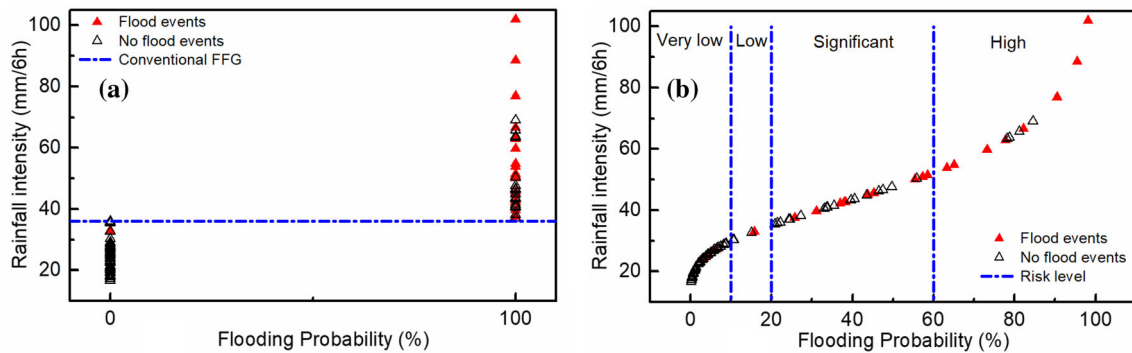 Rainfall intensity (mm/6h)
100
80
60
40
20
Flood events
No flood events
Conventional FFG
(a)
0
100
Flooding Probability (%)
Rainfall intensity (mm/6h)
100
80
60
40
20
Very low
Low
Significant
High
(b)
Flood events
No flood events
Risk level
0
20
40
60
80
100
Flooding Probability (%)